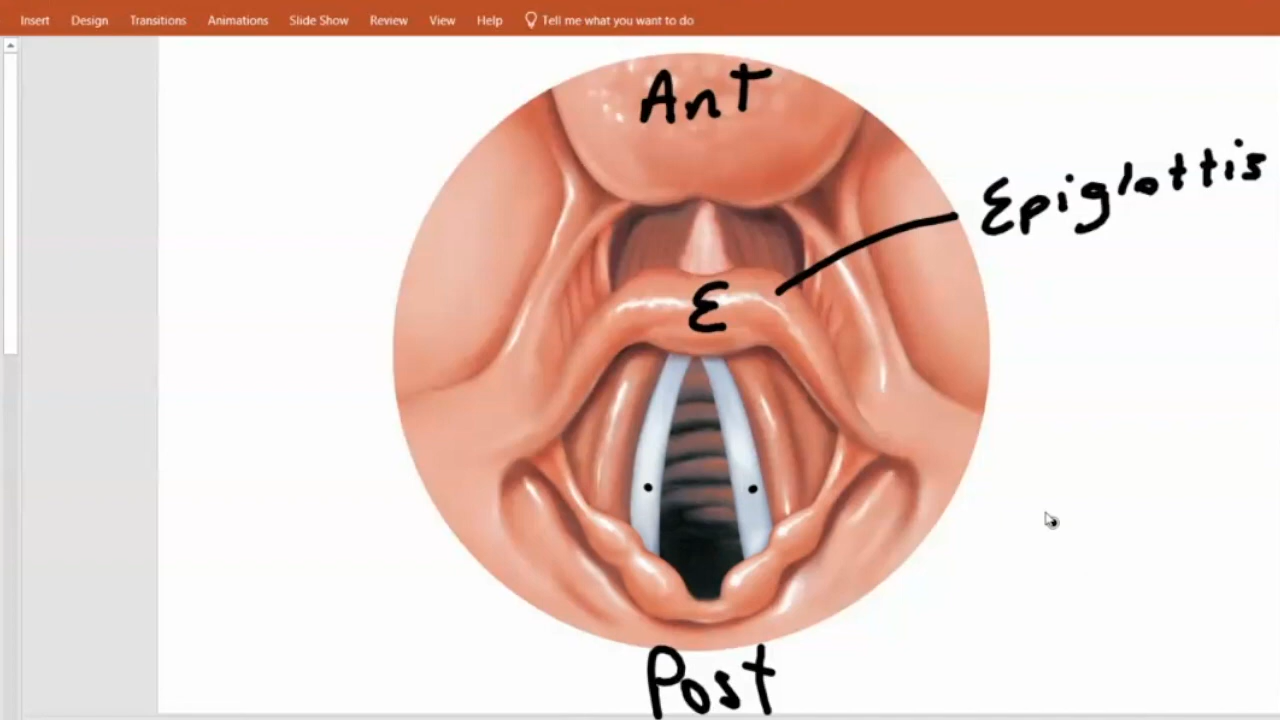 Insert Design Transitions Animations Slide Show Review View Help Tell me what you want to do
Ant
Epiglottis
E
Post